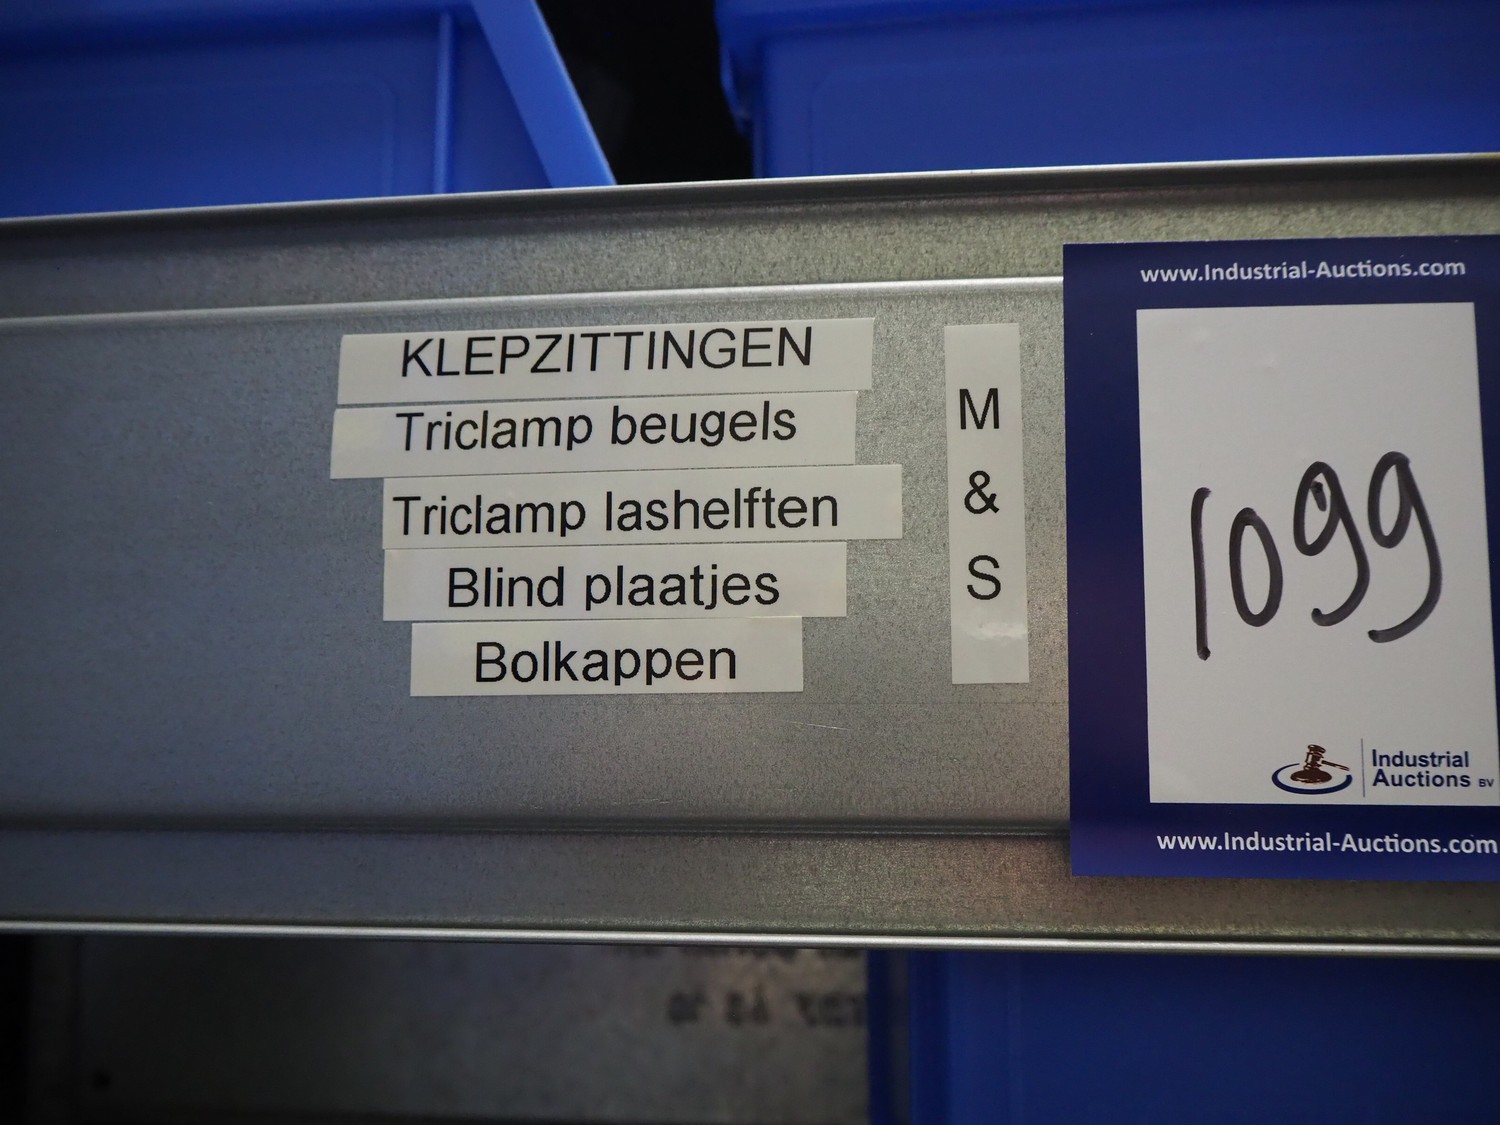 KLEPZITTINGEN
Triclamp beugels
Triclamp lashelften
Blind plaatjes
Bolkappen
M
&
S
www.Industrial-Auctions.com
1099
Industrial
Auctions BV
www.Industrial-Auctions.com